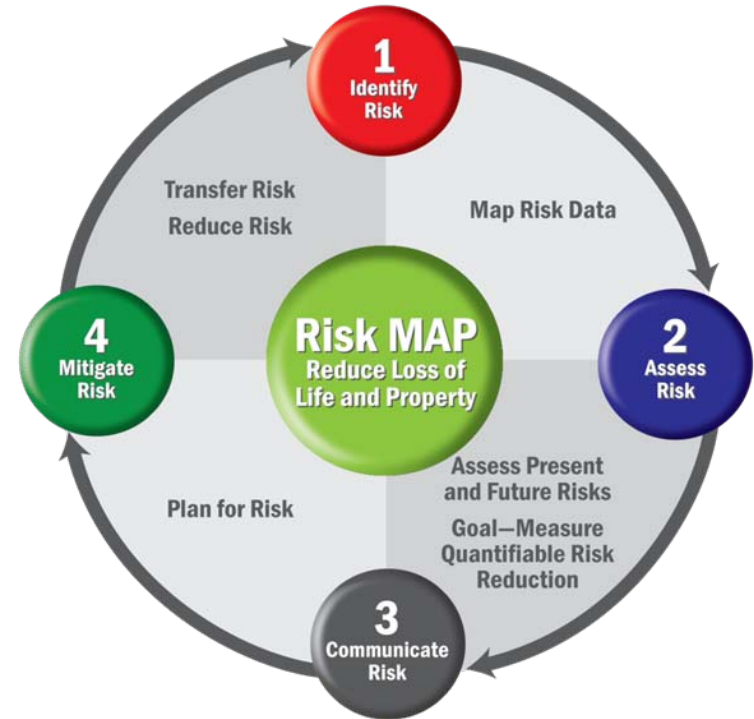 1
Identify
Risk
Transfer Risk
Reduce Risk
Map Risk Data
Risk MAP
Reduce Loss of
Life and Property
4
Mitigate
Risk
2
Assess
Risk
Plan for Risk
Assess Present
and Future Risks
Goal—Measure
Quantifiable Risk
Reduction
3
Communicate
Risk